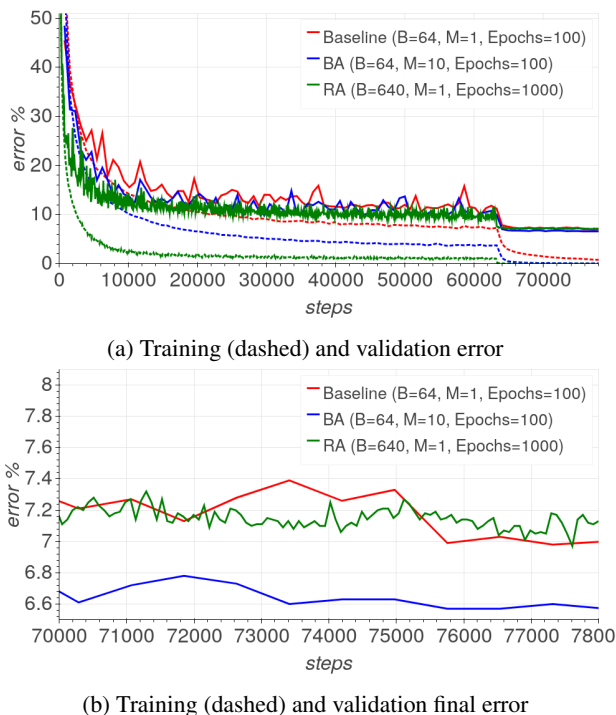 50
40
30
20
10
0
error %
Baseline (B=64, M=1, Epochs=100)
BA (B=64, M=10, Epochs=100)
RA (B=640, M=1, Epochs=1000)
0 10000 20000 30000 40000 50000 60000 70000
steps
(a) Training (dashed) and validation error
8
7.8
7.6
7.4
7.2
7
6.8
6.6
error %
Baseline (B=64, M=1, Epochs=100)
BA (B=64, M=10, Epochs=100)
RA (B=640, M=1, Epochs=1000)
70000 71000 72000 73000 74000 75000 76000 77000 7800
steps
(b) Training (dashed) and validation final error